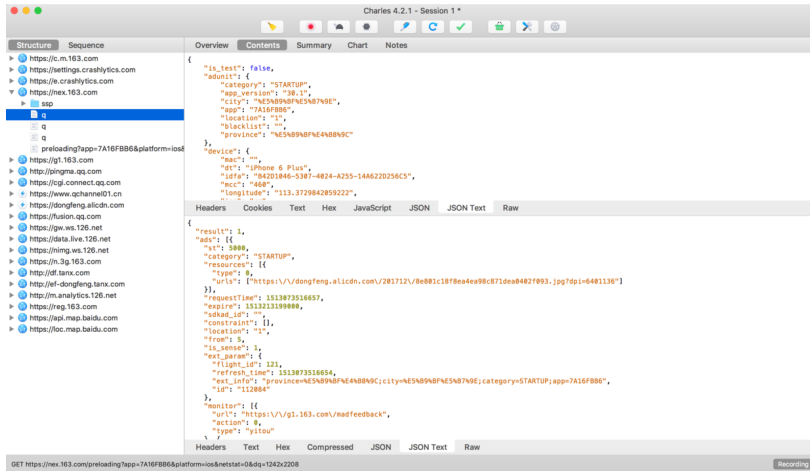 Charles 4.2.1 - Session 1 *
Structure Sequence
Overview Contents Summary Chart Notes
https://c.m.163.com
https://settings.crashlytics.com
https://e.crashlytics.com
https://nex.163.com
ssp
q
q
q
preloading?app=7A16FBB6&platform=ios&
https://g1.163.com
http://pingma.qq.com
https://cgi.connect.qq.com
https://www.qchannel01.cn
https://dongfeng.alicdn.com
https://fusion.qq.com
https://gw.ws.126.net
https://data.live.126.net
https://nimg.ws.126.net
https://n.3g.163.com
http://df.tanx.com
http://ef-dongfeng.tanx.com
http://m.analytics.126.net
https://reg.163.com
https://api.map.baidu.com
https://loc.map.baidu.com
{
"is_test": false,
"adunit": {
"category": "STARTUP",
"app_version": "30.1",
"city": "%E5%B9%BF%E5%B7%9E",
"app": "7A16FBB6",
"location": "1",
"blacklist": "",
"province": "%E5%B9%BF%E4%B8%9C"
},
"device": {
"mac": "",
"dt": "iPhone 6 Plus",
"idfa": "B42D1046-5307-4024-A255-14A622D256C5",
"mcc": "460",
"longitude": "113.3729842059222",
Headers Cookies Text Hex JavaScript JSON JSON Text Raw
{
"result": 1,
"ads": [{
"st": 5000,
"category": "STARTUP",
"resources": [{
"type": 0,
"urls": ["https:\/\/dongfeng.alicdn.com\/201712\/8e801c18f8ea4ea98c871dea0402f093.jpg?dpi=6401136"]
}],
"requestTime": 1513073516657,
"expire": 1513213199000,
"sdkad_id": "",
"constraint": [],
"location": "1",
"from": 5,
"is_sense": 1,
"ext_param": {
"flight_id": 121,
"refresh_time": 1513073516654,
"ext_info": "province=%E5%B9%BF%E4%B8%9C;city=%E5%B9%BF%E5%B7%9E;category=STARTUP;app=7A16FBB6",
"id": "112084"
},
"monitor": [{
"url": "https:\/\/g1.163.com\/madfeedback",
"action": 0,
"type": "yitou"
Headers Text Hex Compressed JSON JSON Text Raw
GET https://nex.163.com/preloading?app=7A16FBB6&platform=ios&netstat=0&dq=1242x2208
Recording